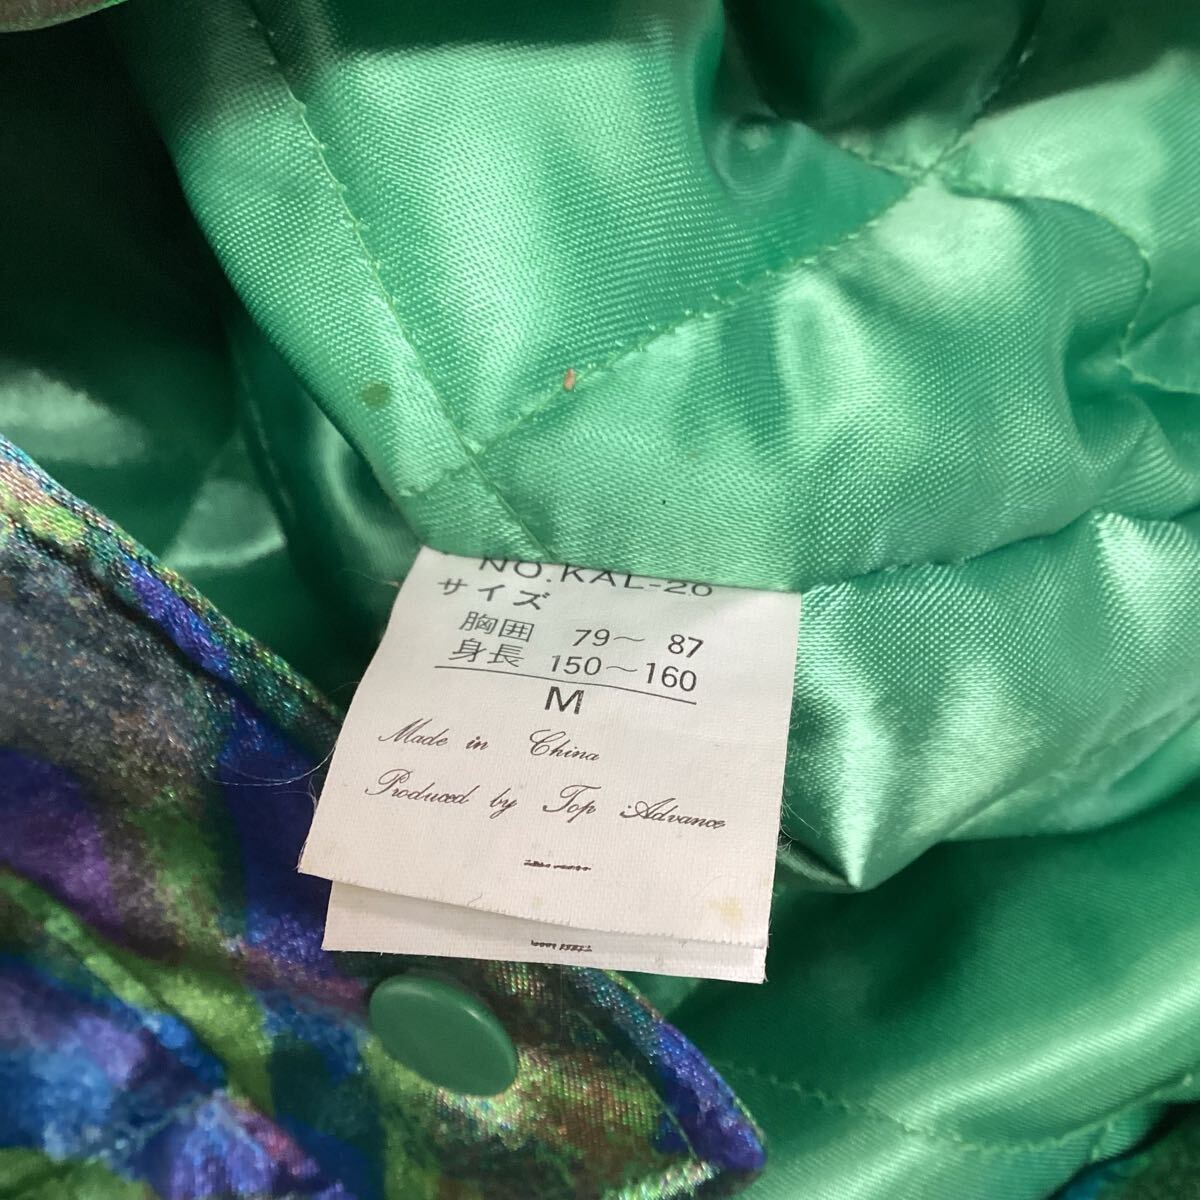 NO.KAL-20
サイズ
胸囲 79～ 87
身長 150～160
M
Made in China
Produced by Top Advance